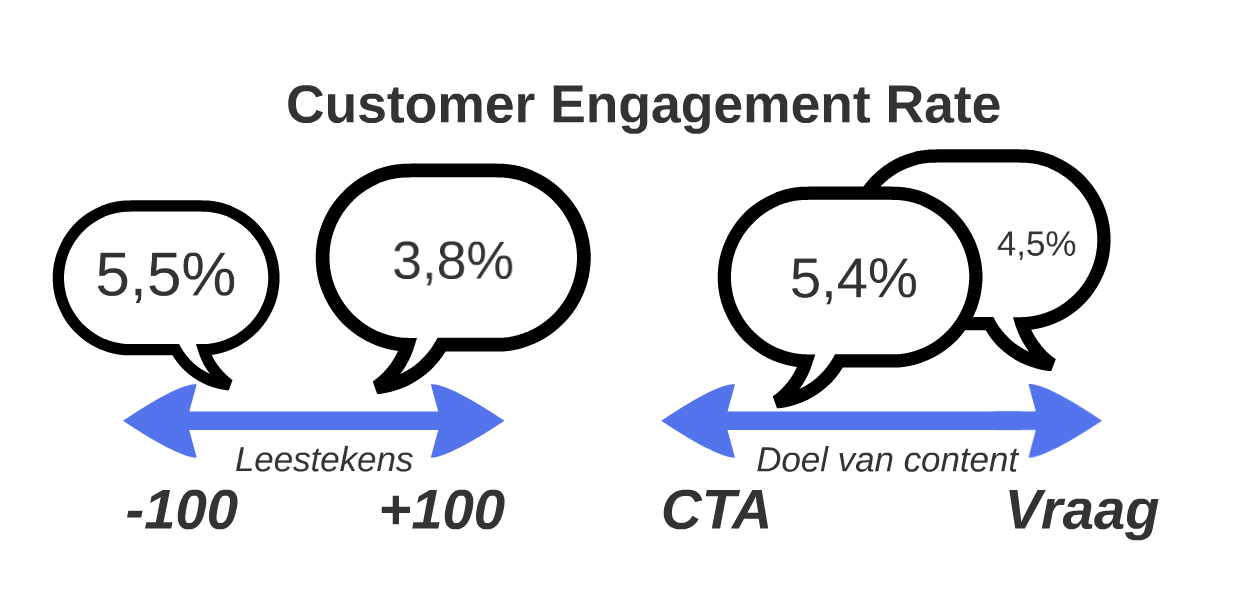 Customer Engagement Rate
5,5%
3,8%
5,4%
4,5%
Leestekens
-100
+100
Doel van content
CTA
Vraag